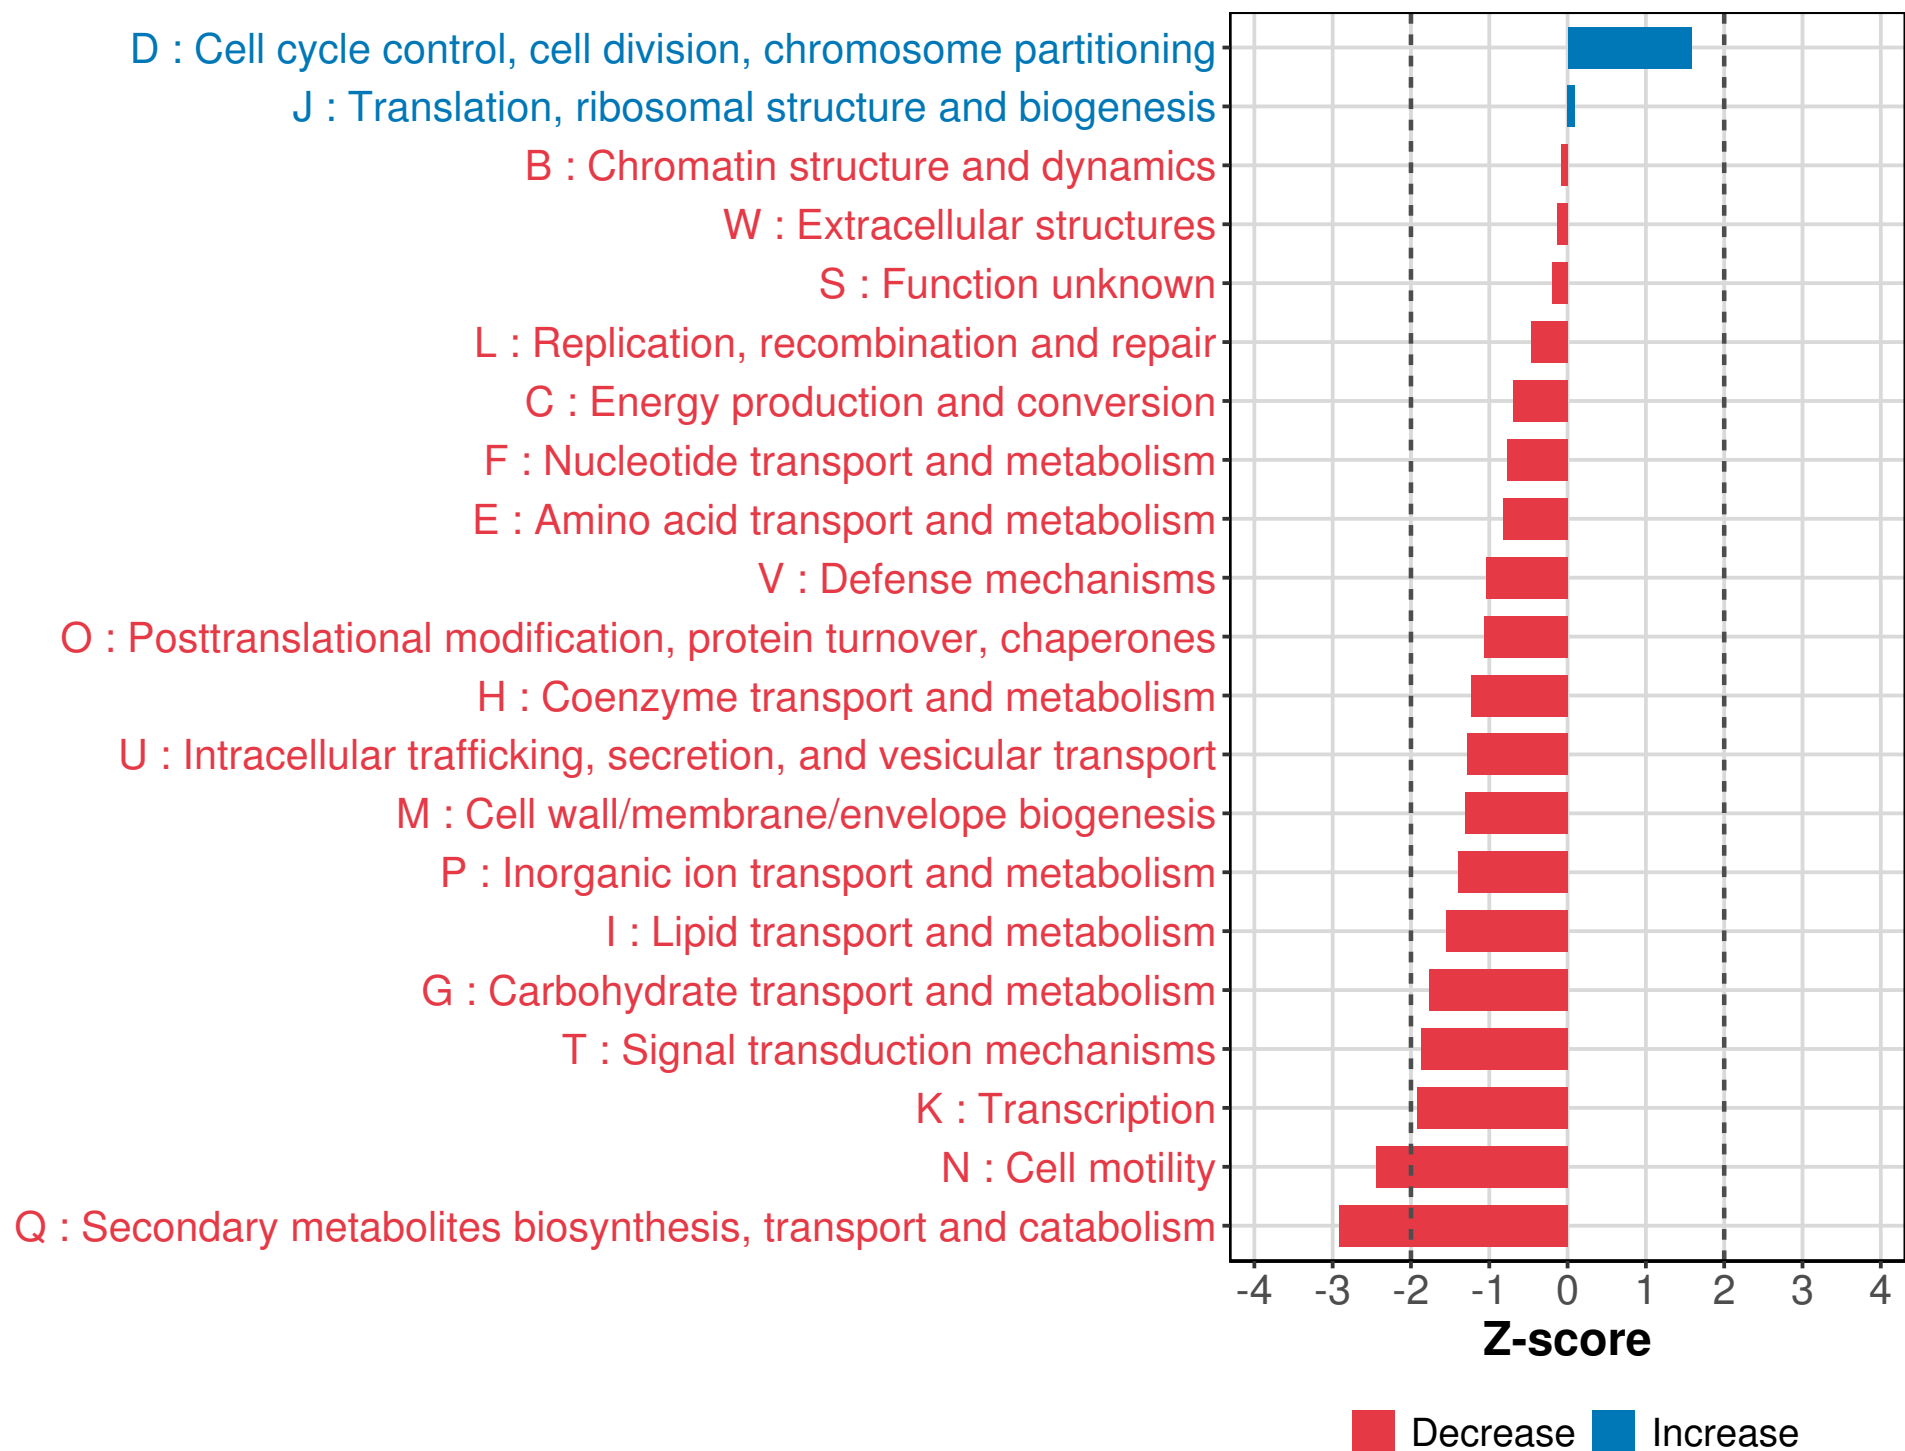 D : Cell cycle control, cell division, chromosome partitioning
J : Translation, ribosomal structure and biogenesis
B : Chromatin structure and dynamics
W : Extracellular structures
S : Function unknown
L : Replication, recombination and repair
C : Energy production and conversion
F : Nucleotide transport and metabolism
E : Amino acid transport and metabolism
V : Defense mechanisms
O : Posttranslational modification, protein turnover, chaperones
H : Coenzyme transport and metabolism
U : Intracellular trafficking, secretion, and vesicular transport
M : Cell wall/membrane/envelope biogenesis
P : Inorganic ion transport and metabolism
I : Lipid transport and metabolism
G : Carbohydrate transport and metabolism
T : Signal transduction mechanisms
K : Transcription
N : Cell motility
Q : Secondary metabolites biosynthesis, transport and catabolism
-4 -3 -2 -1 0 1 2 3 4
Z-score
Decrease Increase